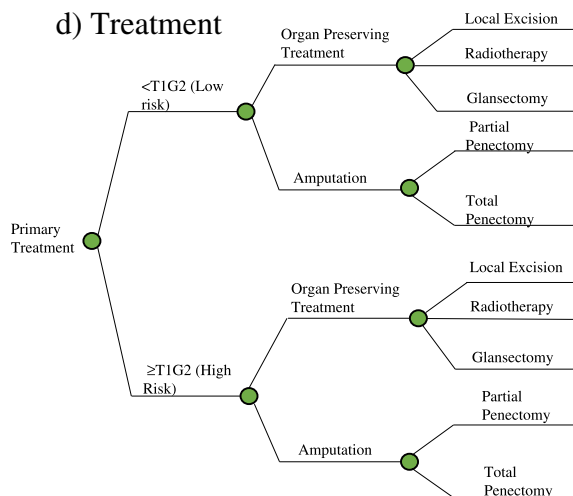 d) Treatment
Local Excision
Organ Preserving
Treatment
Radiotherapy
<T1G2 (Low
risk)
Glansectomy
Partial
Penectomy
Amputation
Total
Penectomy
Primary
Treatment
Local Excision
Organ Preserving
Treatment
Radiotherapy
Glansectomy
≥T1G2 (High
Risk)
Partial
Penectomy
Amputation
Total
Penectomy